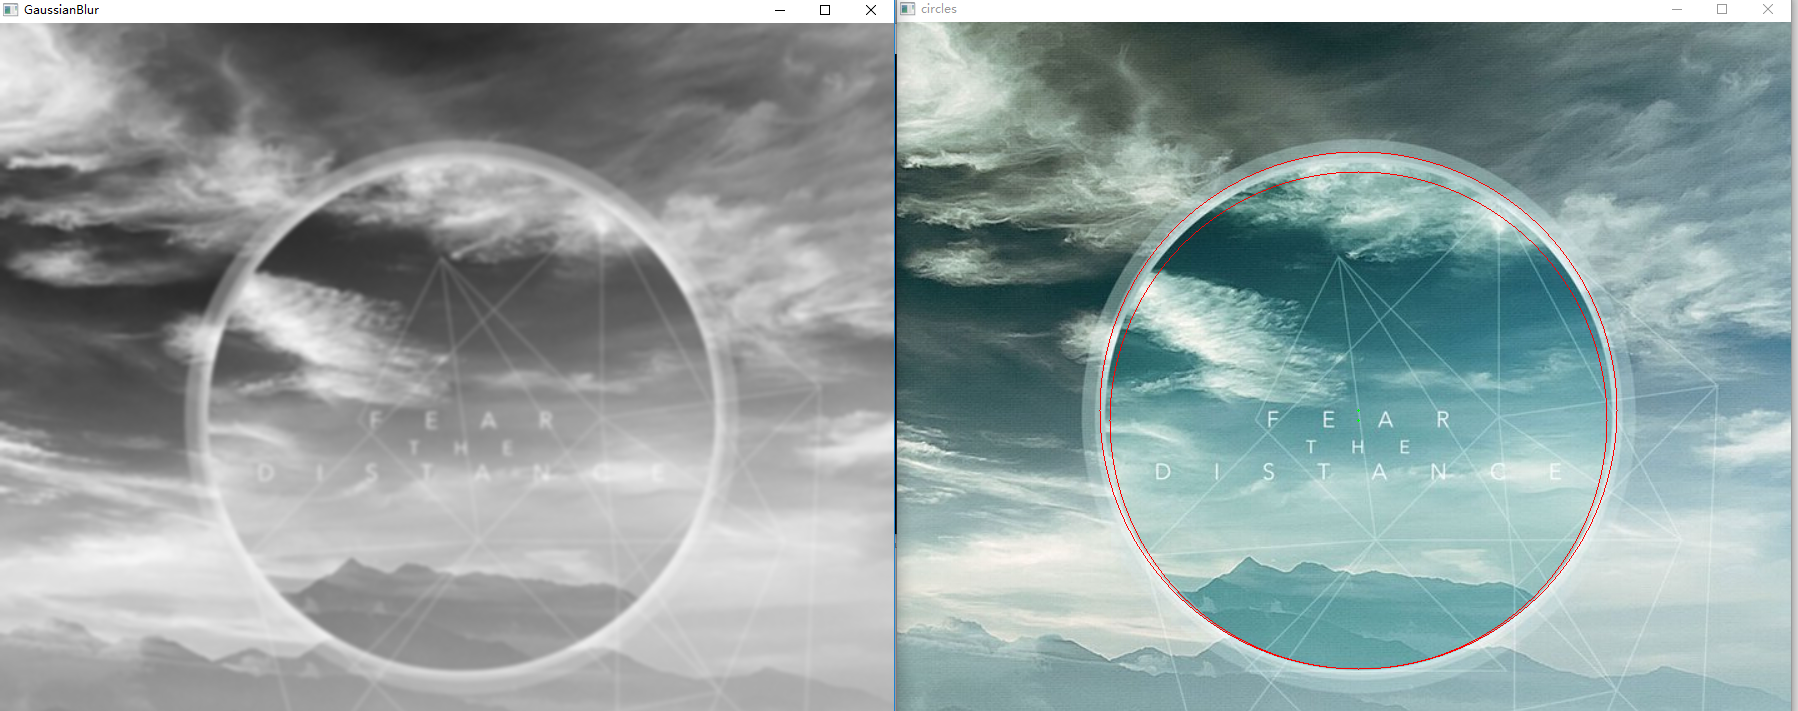 GaussianBlur
circles
F E A R
T H E
D I S T A N C E
F E A R
T H E
D I S T A N C E